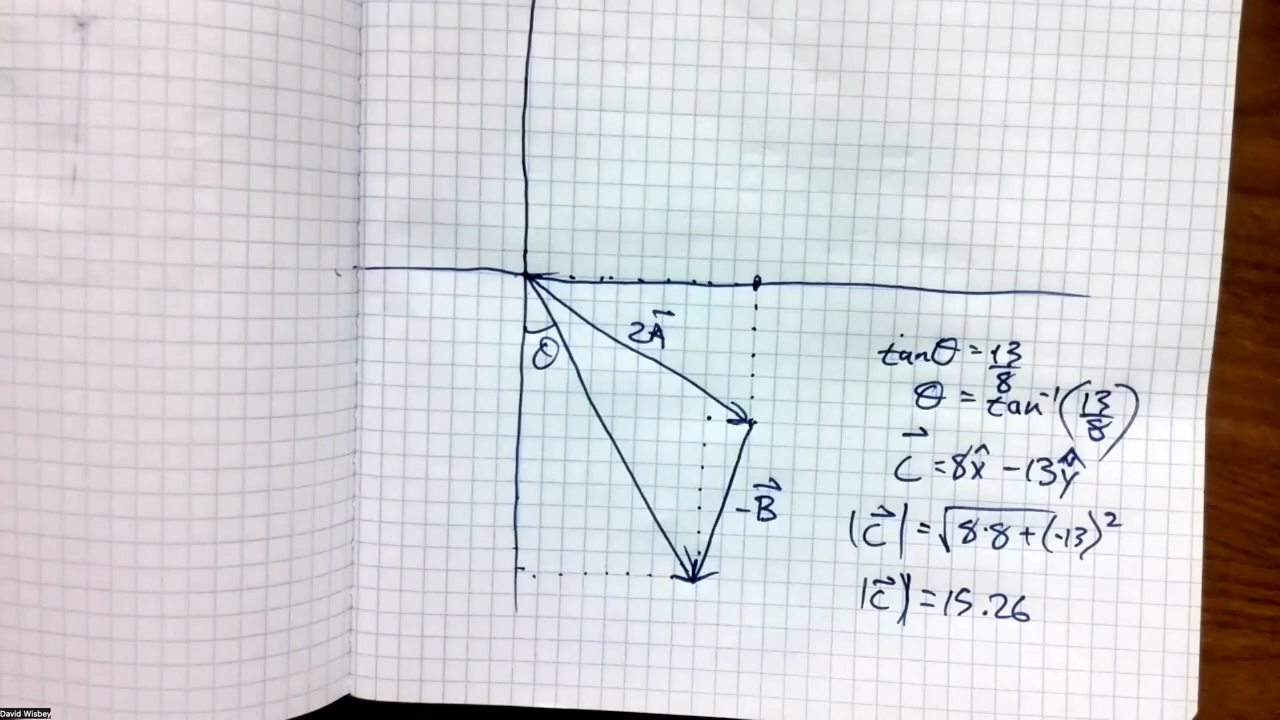 2A⃗
θ
-B⃗
tanθ = 13/8
θ = tan⁻¹(13/8)
C⃗ = 8x̂ - 13ŷ
|C⃗| = √8·8+(-13)²
|C⃗| = 15.26
David Wisbey